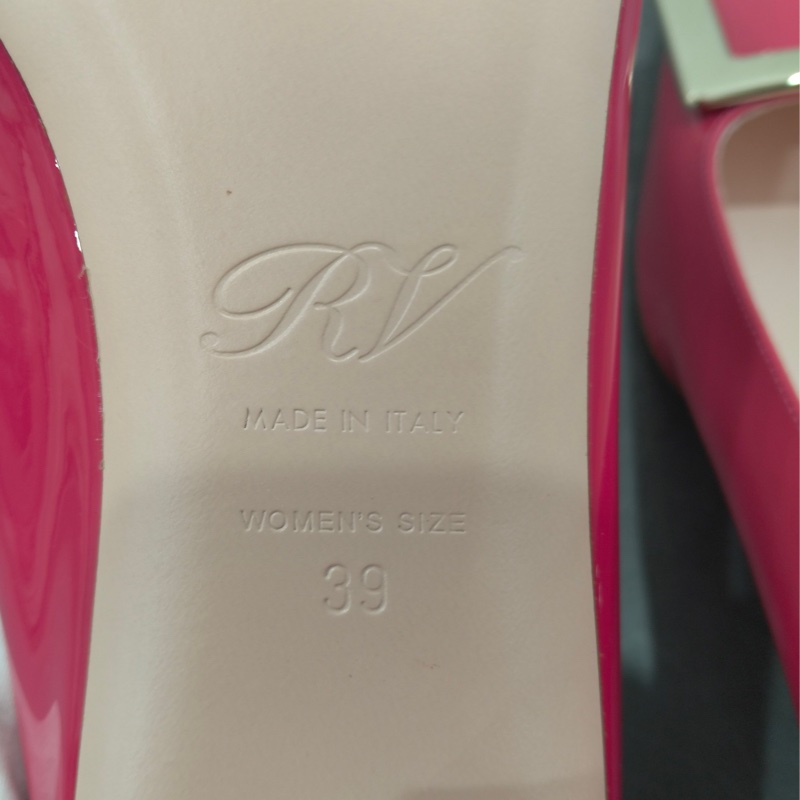 RV
MADE IN ITALY
WOMEN'S SIZE
39